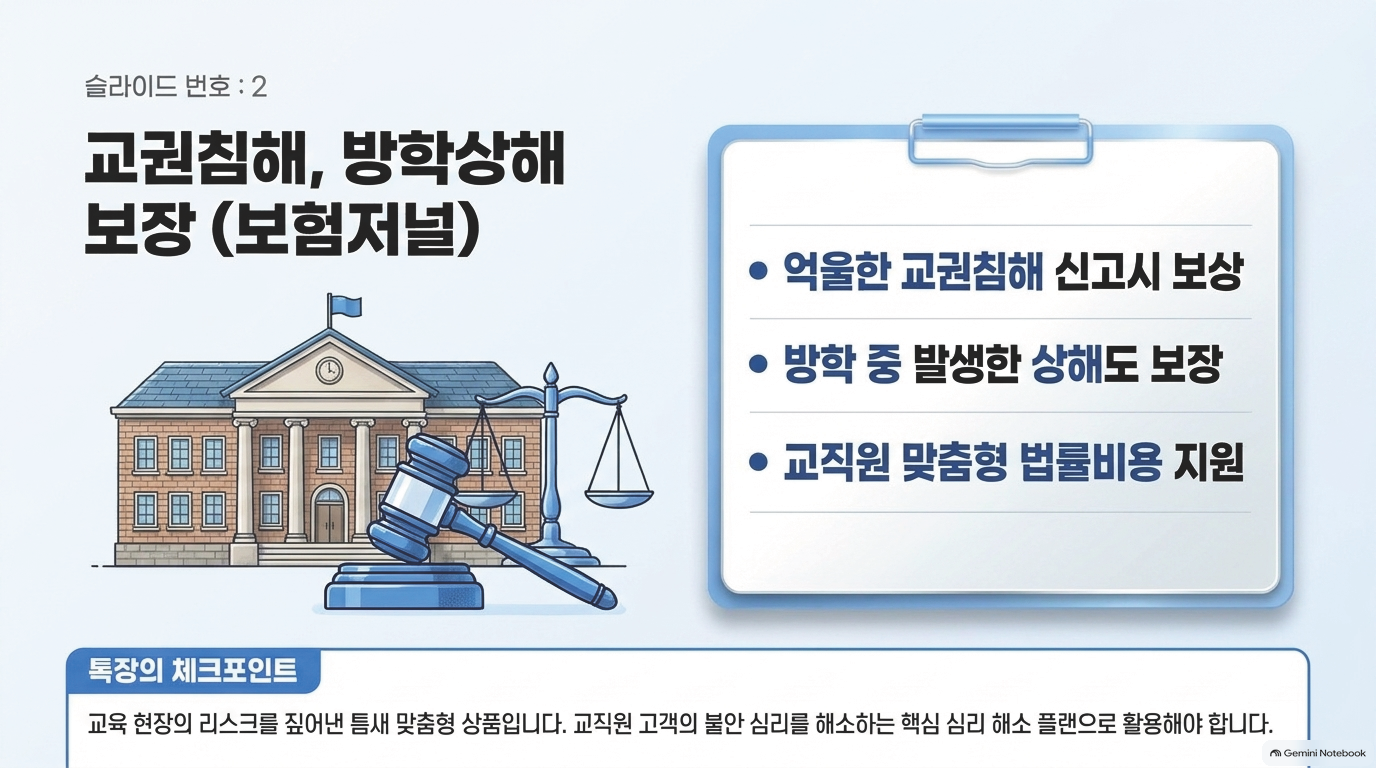 슬라이드 번호 : 2
교권침해, 방학상해
보장 (보험저널)
• 억울한 교권침해 신고시 보상
• 방학 중 발생한 상해도 보장
• 교직원 맞춤형 법률비용 지원
톡장의 체크포인트
교육 현장의 리스크를 짚어낸 틈새 맞춤형 상품입니다. 교직원 고객의 불안 심리를 해소하는 핵심 심리 해소 플랜으로 활용해야 합니다.
Gemini Notebook